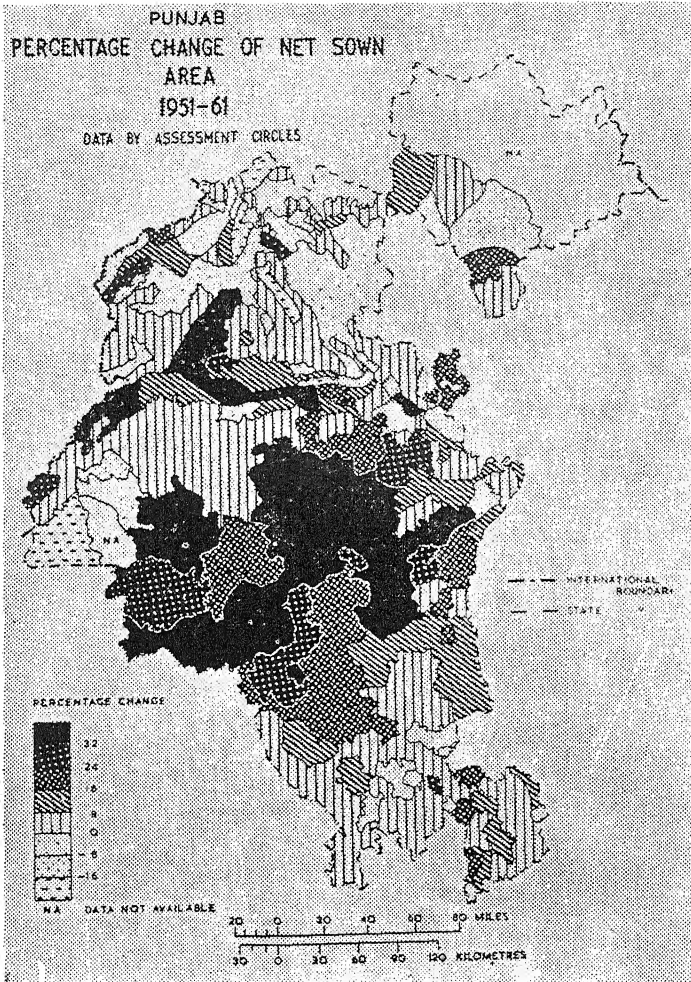 PUNJAB
PERCENTAGE CHANGE OF NET SOWN
AREA
1951-61
DATA BY ASSESSMENT CIRCLES
NA
NA
INTERNATIONAL
BOUNDARY
STATE "
PERCENTAGE CHANGE
32
24
16
8
0
-8
-16
NA DATA NOT AVAILABLE
20 0 20 40 60 80 MILES
30 0 30 60 90 120 KILOMETRES